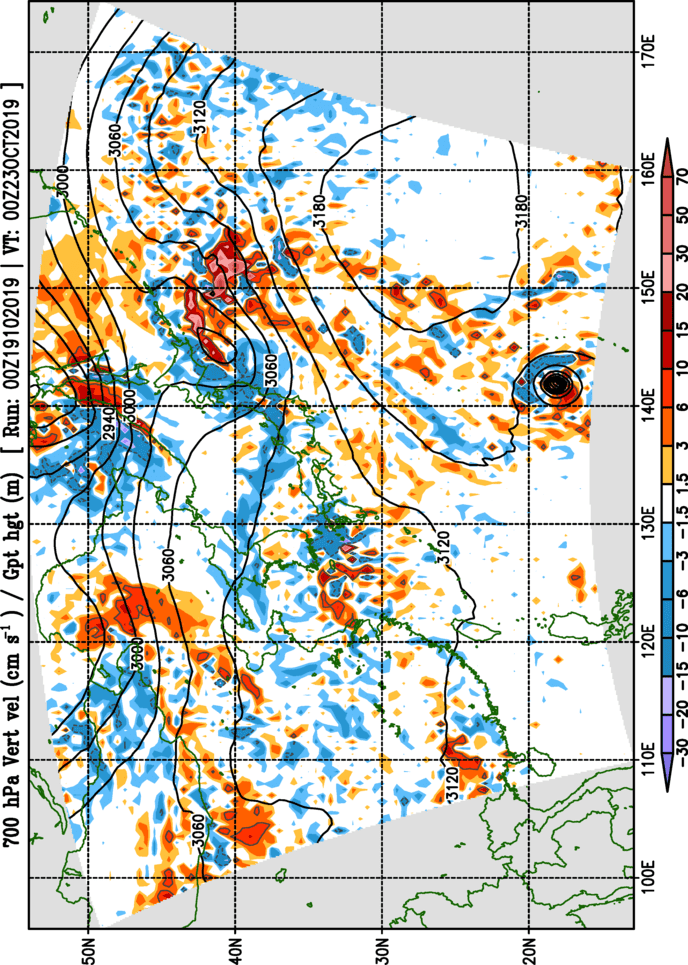 700 hPa Vert vel (cm s⁻¹) / Gpt hgt (m) [ Run: 00Z19102019 | VT: 00Z23OCT2019 ]
50N
40N
30N
20N
100E
110E
120E
130E
140E
150E
160E
170E
3000
3060
3120
3180
3180
2940
3000
3060
3060
3120
3000
3120
3060
−30 −20 −15 −10 −6 −3 −1.5 1.5 3 6 10 15 20 30 50 70